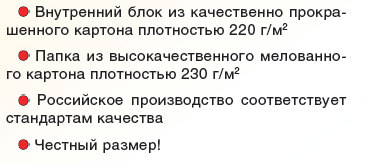 ● Внутренний блок из качественно прокра-
шенного картона плотностью 220 г/м²
● Папка из высокачественного мелованно-
го картона плотностью 230 г/м²
● Российское производство соответствует
стандартам качества
● Честный размер!